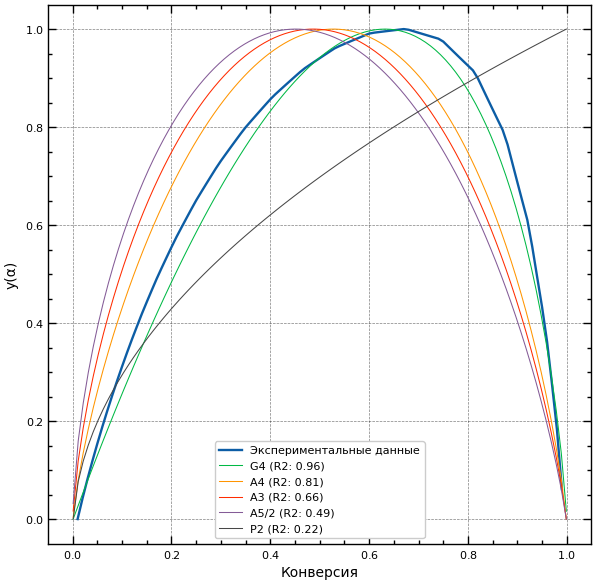 1.0
0.8
0.6
0.4
0.2
0.0
y(α)
Экспериментальные данные
G4 (R2: 0.96)
A4 (R2: 0.81)
A3 (R2: 0.66)
A5/2 (R2: 0.49)
P2 (R2: 0.22)
0.0 0.2 0.4 0.6 0.8 1.0
Конверсия